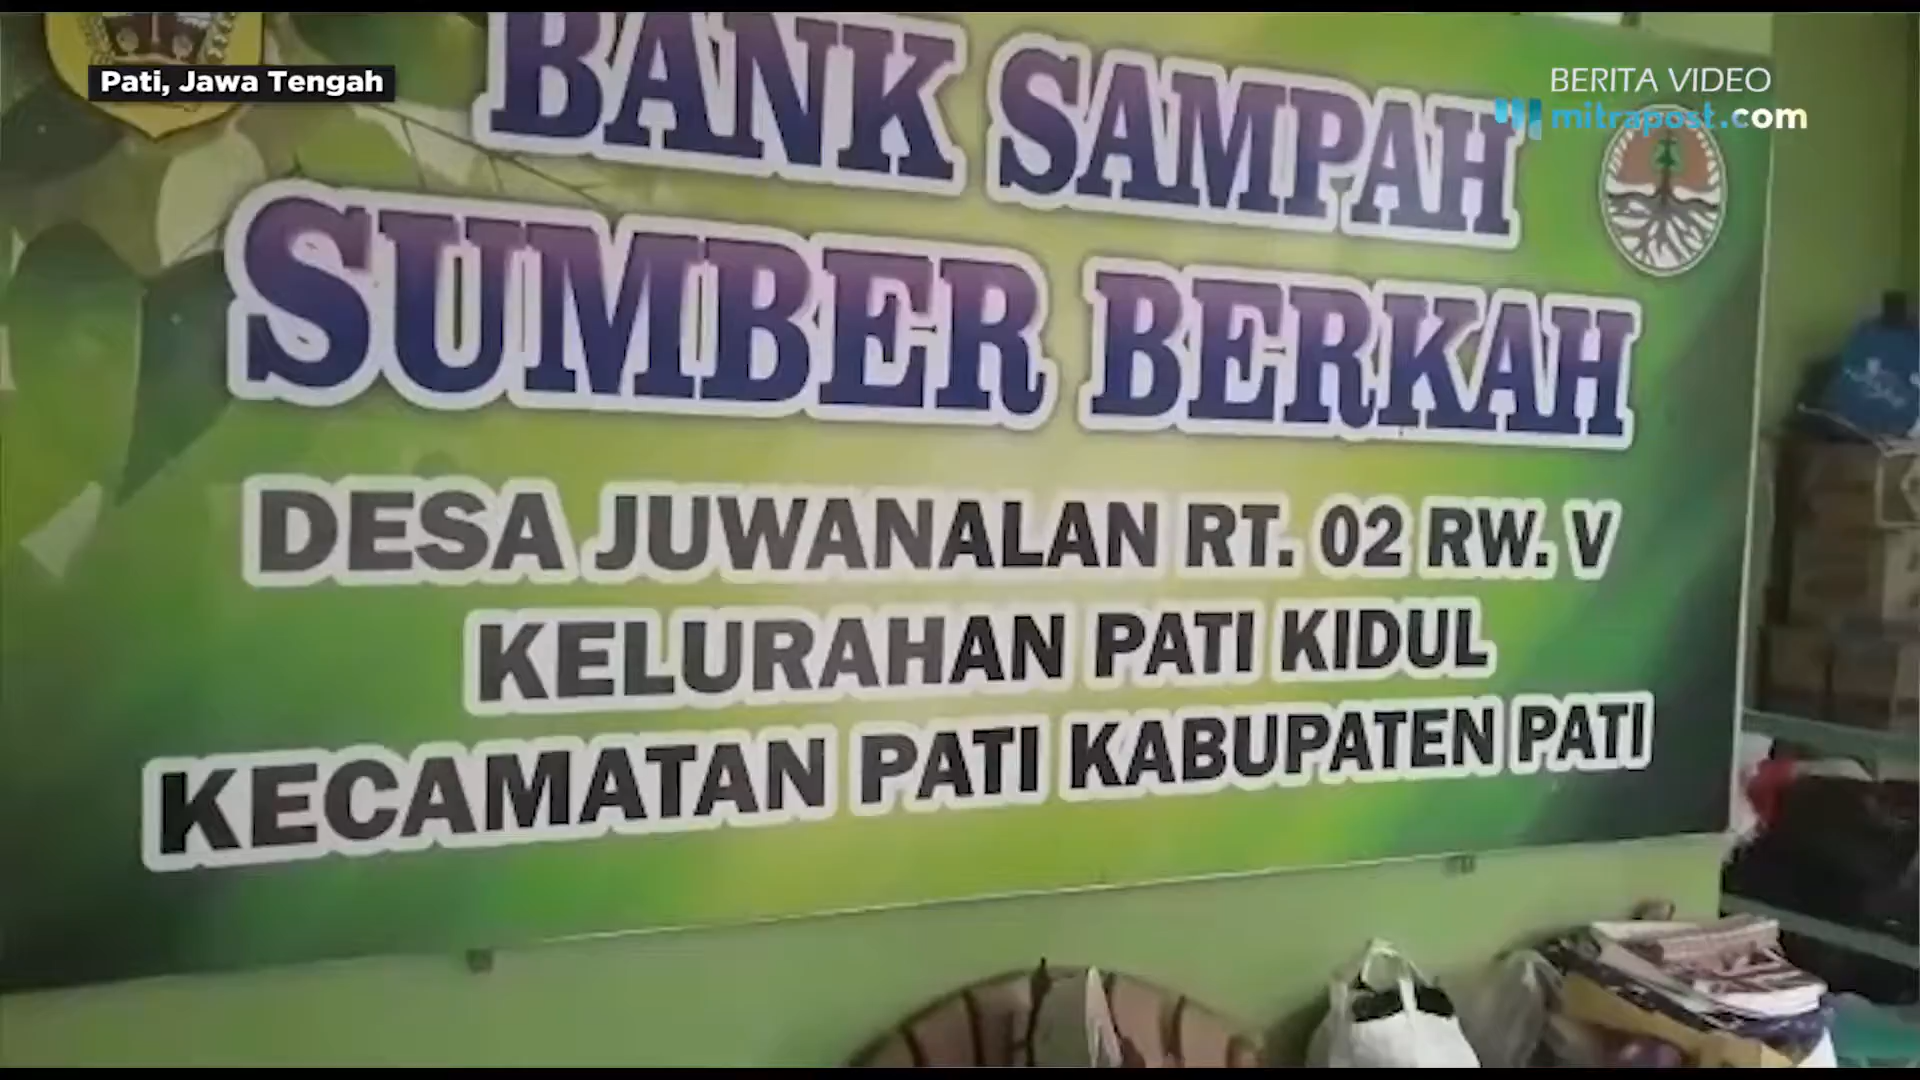 Pati, Jawa Tengah
BERITA VIDEO
mitrapost.com
BANK SAMPAH
SUMBER BERKAH
DESA JUWANALAN RT. 02 RW. V
KELURAHAN PATI KIDUL
KECAMATAN PATI KABUPATEN PATI